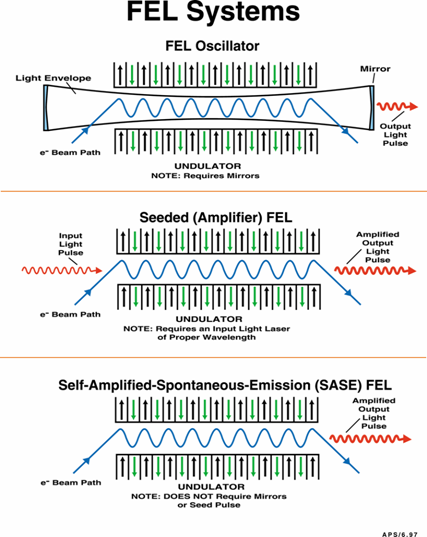 FEL Systems
FEL Oscillator
Light Envelope
Mirror
Output
Light
Pulse
e⁻ Beam Path
UNDULATOR
NOTE: Requires Mirrors
Seeded (Amplifier) FEL
Input
Light
Pulse
Amplified
Output
Light
Pulse
e⁻ Beam Path
UNDULATOR
NOTE: Requires an Input Light Laser
of Proper Wavelength
Self-Amplified-Spontaneous-Emission (SASE) FEL
Amplified
Output
Light
Pulse
e⁻ Beam Path
UNDULATOR
NOTE: DOES NOT Require Mirrors
or Seed Pulse
APS/6.97